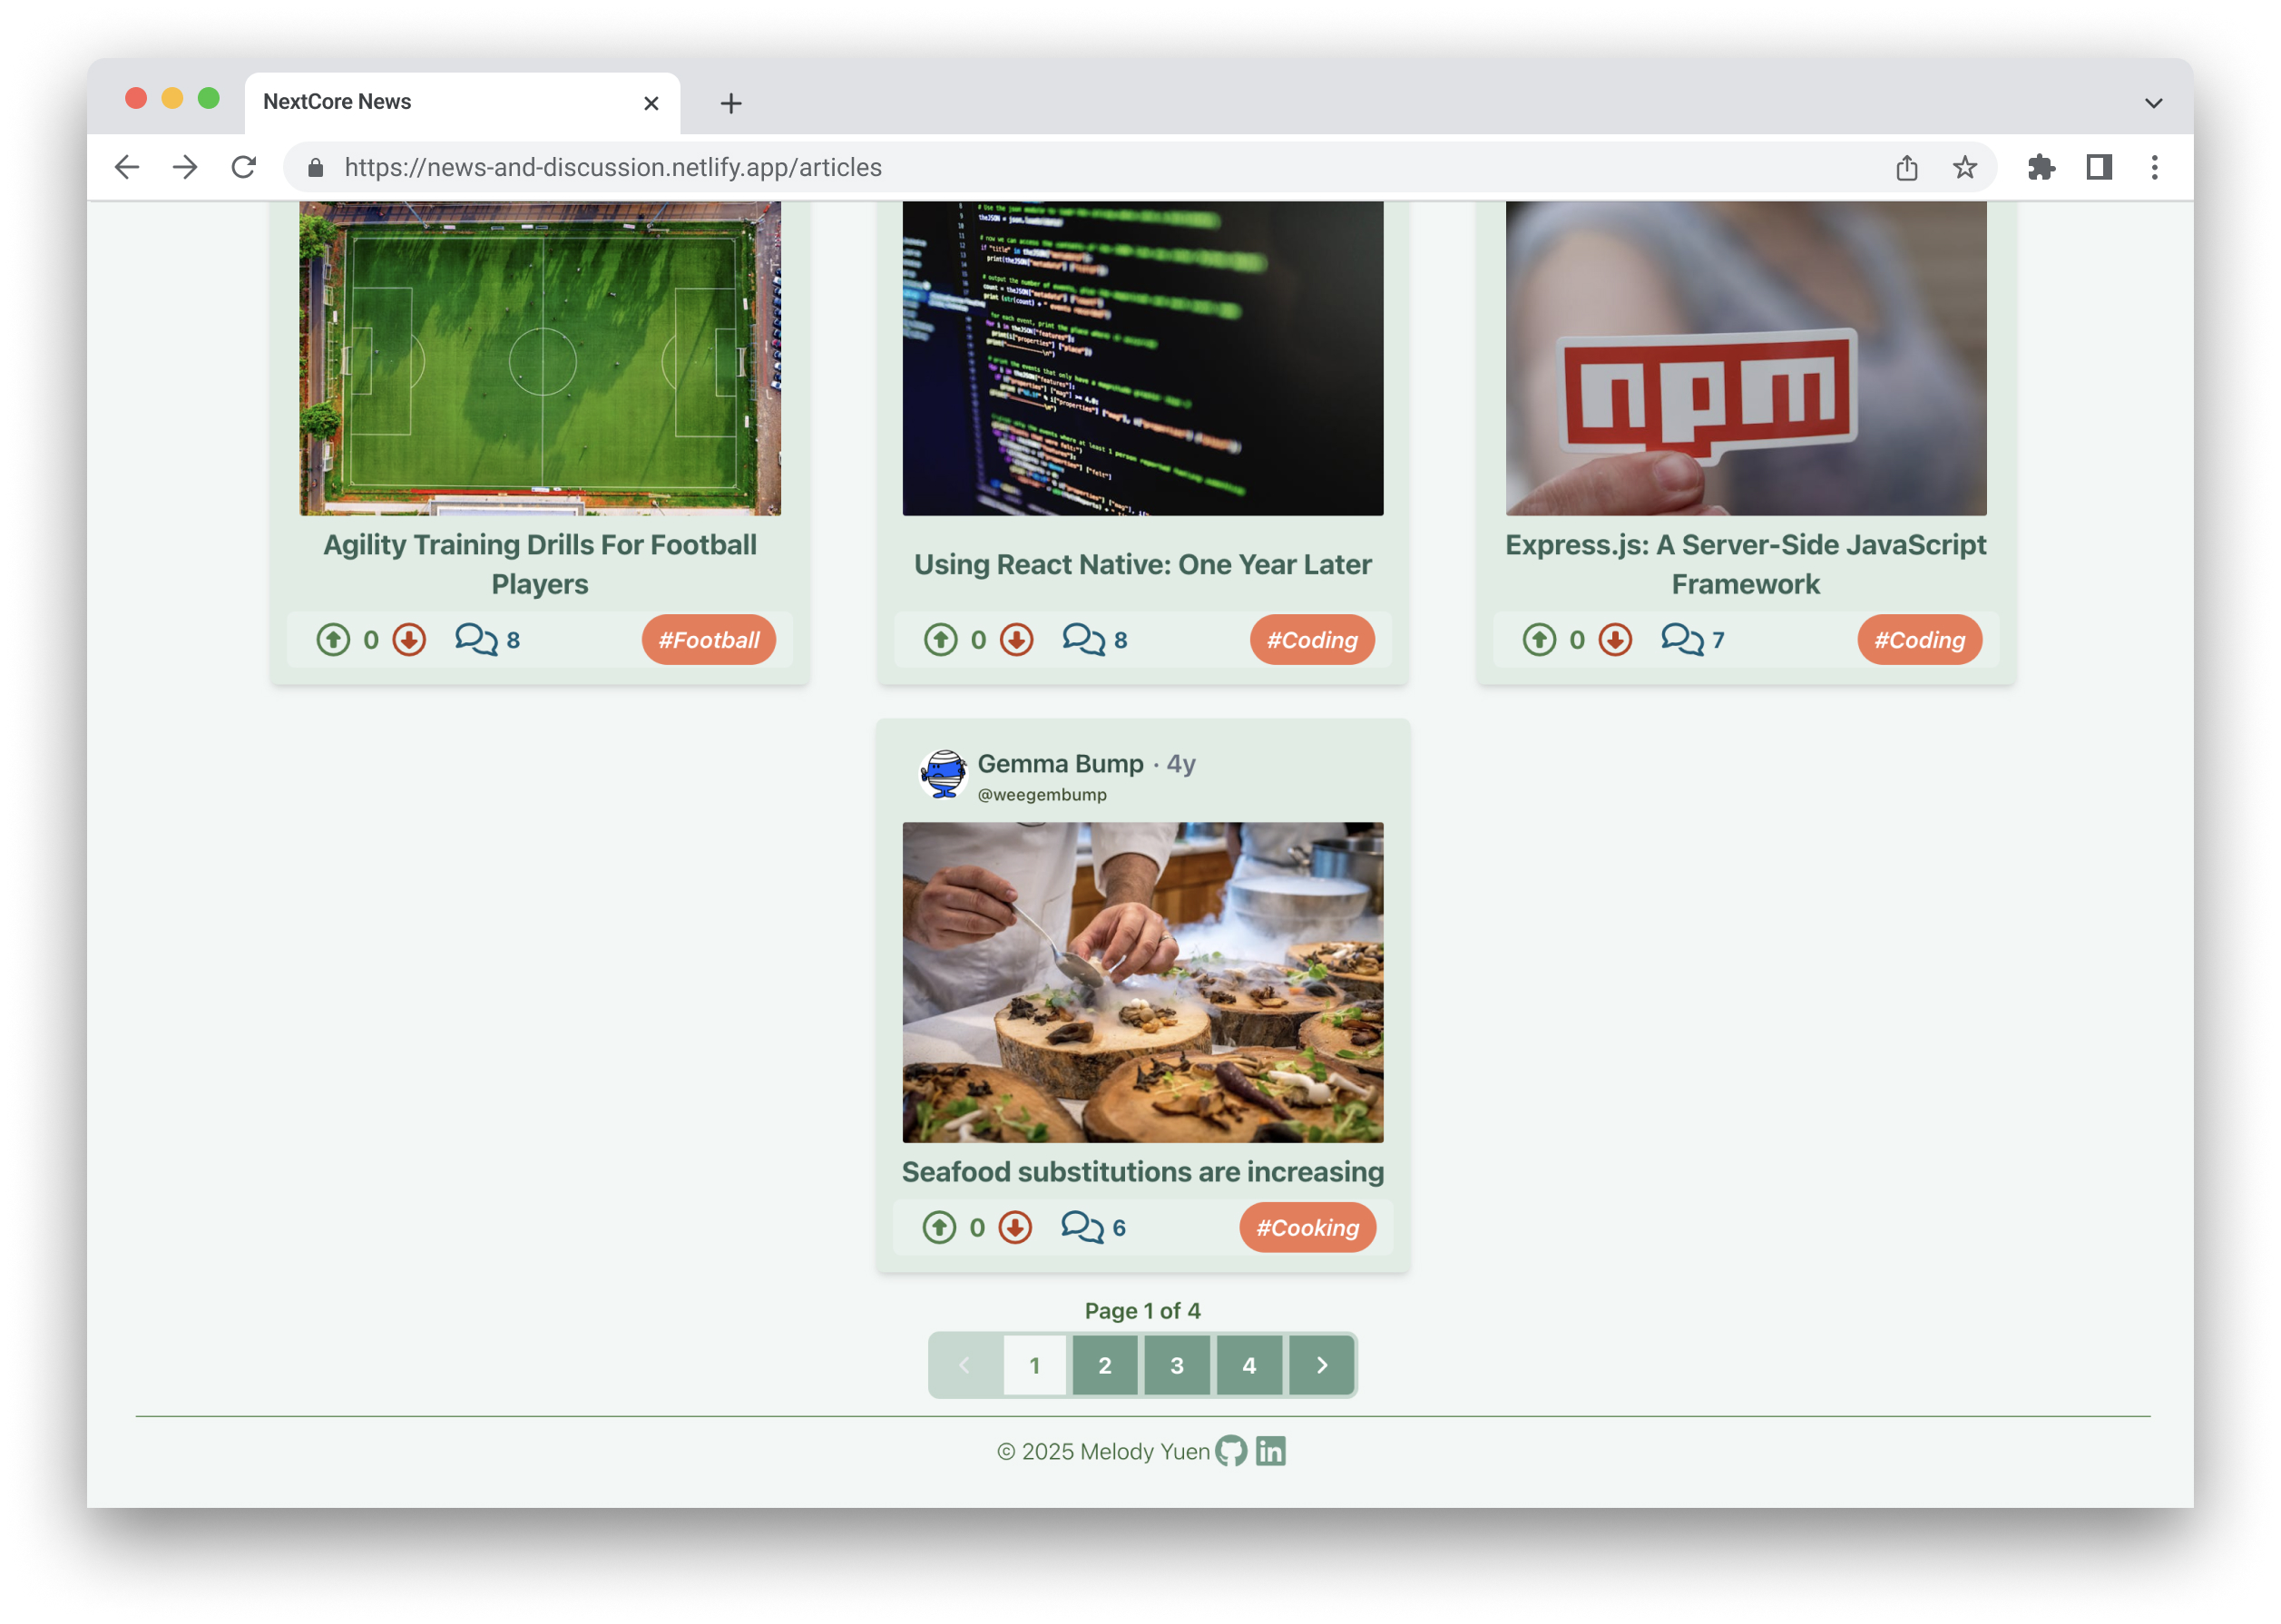 NextCore News
https://news-and-discussion.netlify.app/articles
npm
Agility Training Drills For Football
Players
Using React Native: One Year Later
Express.js: A Server-Side JavaScript
Framework
0 8 #Football
0 8 #Coding
0 7 #Coding
Gemma Bump · 4y
@weegembump
Seafood substitutions are increasing
0 6 #Cooking
Page 1 of 4
1 2 3 4
© 2025 Melody Yuen